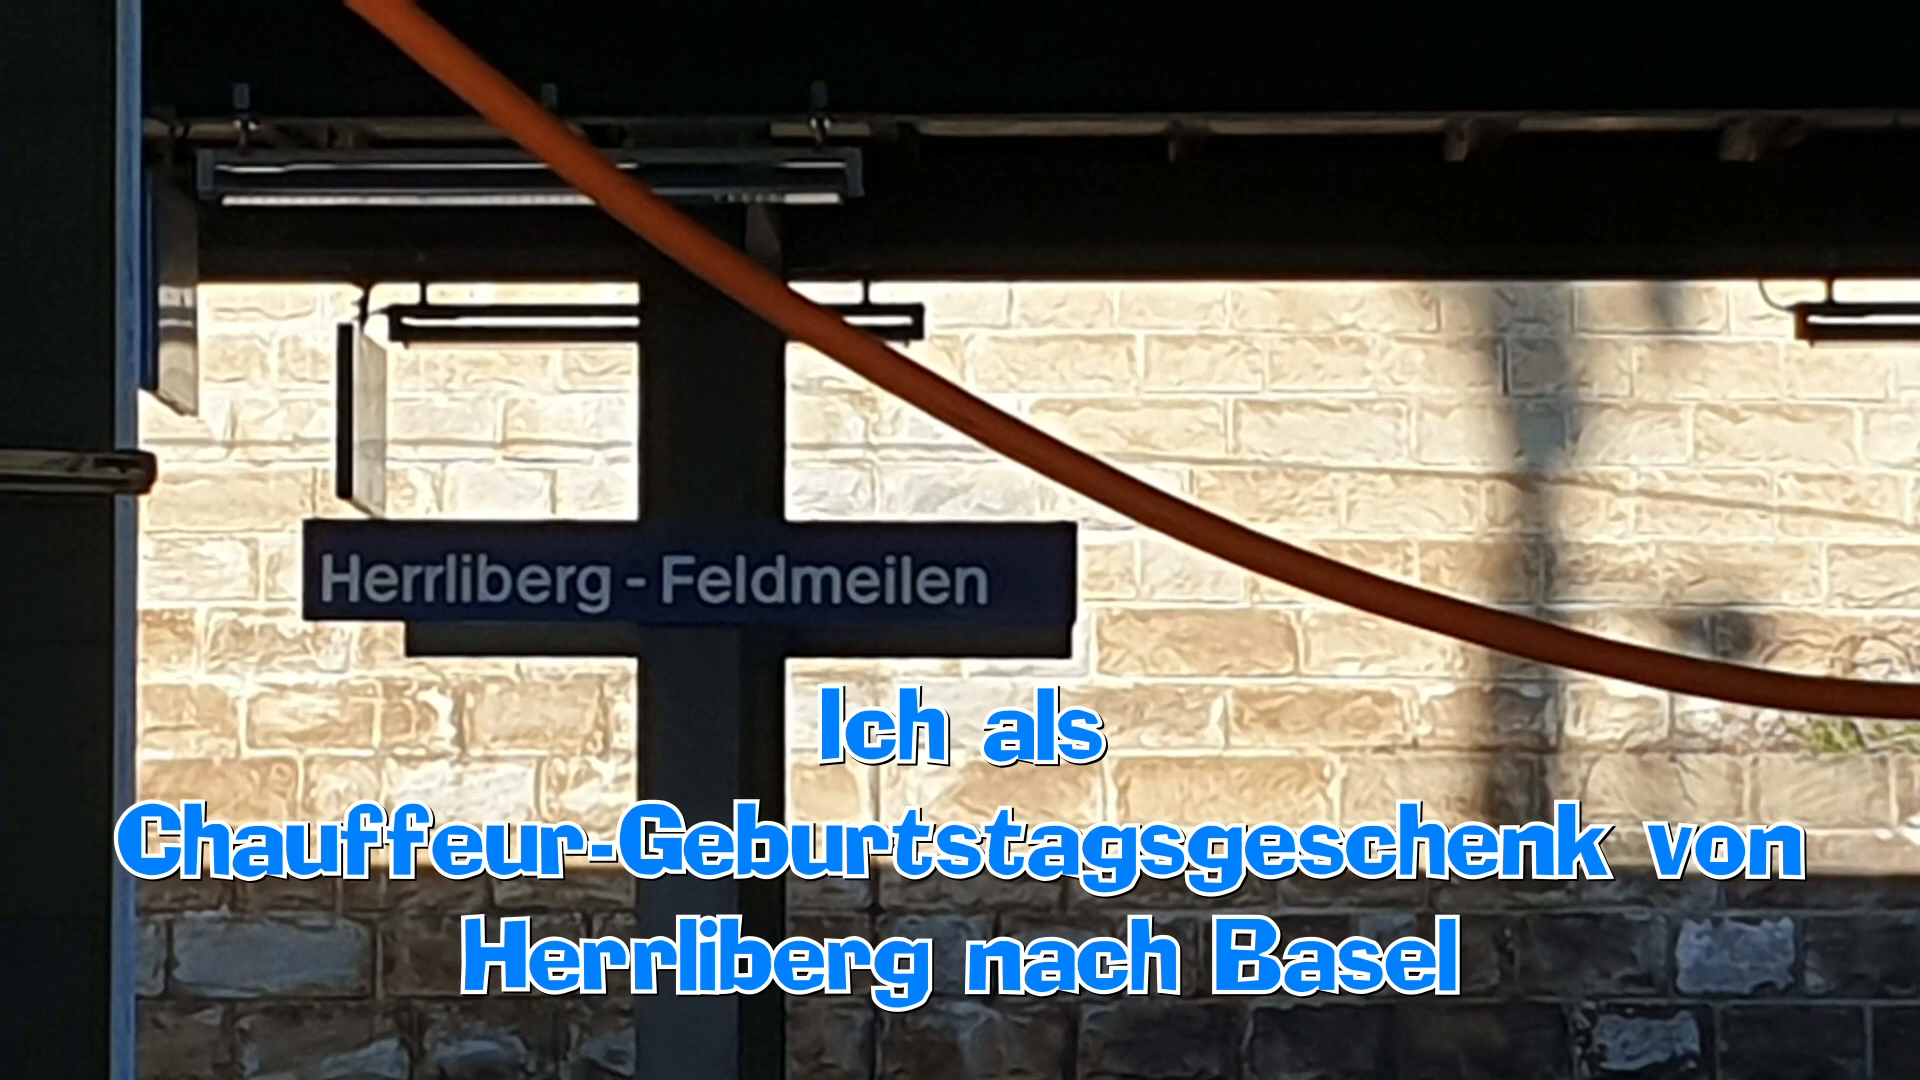 Herrliberg - Feldmeilen
Ich als
Chauffeur-Geburtstagsgeschenk von
Herrliberg nach Basel